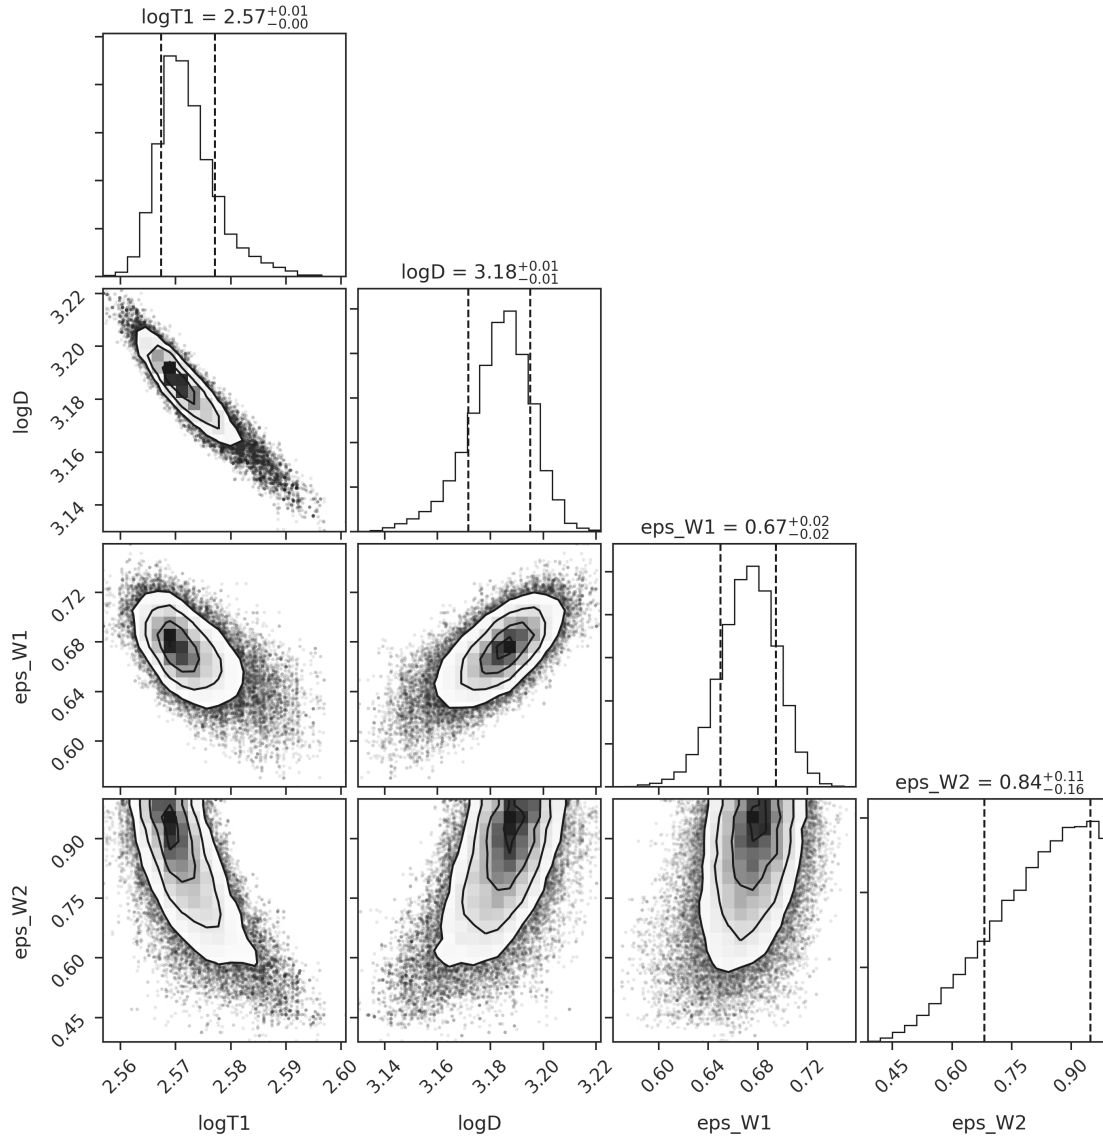 logT1 = 2.57+0.01 −0.00
logD = 3.18+0.01 −0.01
3.22
3.20
3.18
3.16
3.14
logD
eps_W1 = 0.67+0.02 −0.02
0.72
0.68
0.64
0.60
eps_W1
eps_W2 = 0.84+0.11 −0.16
0.90
0.75
0.60
0.45
eps_W2
2.56 2.57 2.58 2.59 2.60 3.14 3.16 3.18 3.20 3.22 0.60 0.64 0.68 0.72 0.45 0.60 0.75 0.90
logT1 logD eps_W1 eps_W2